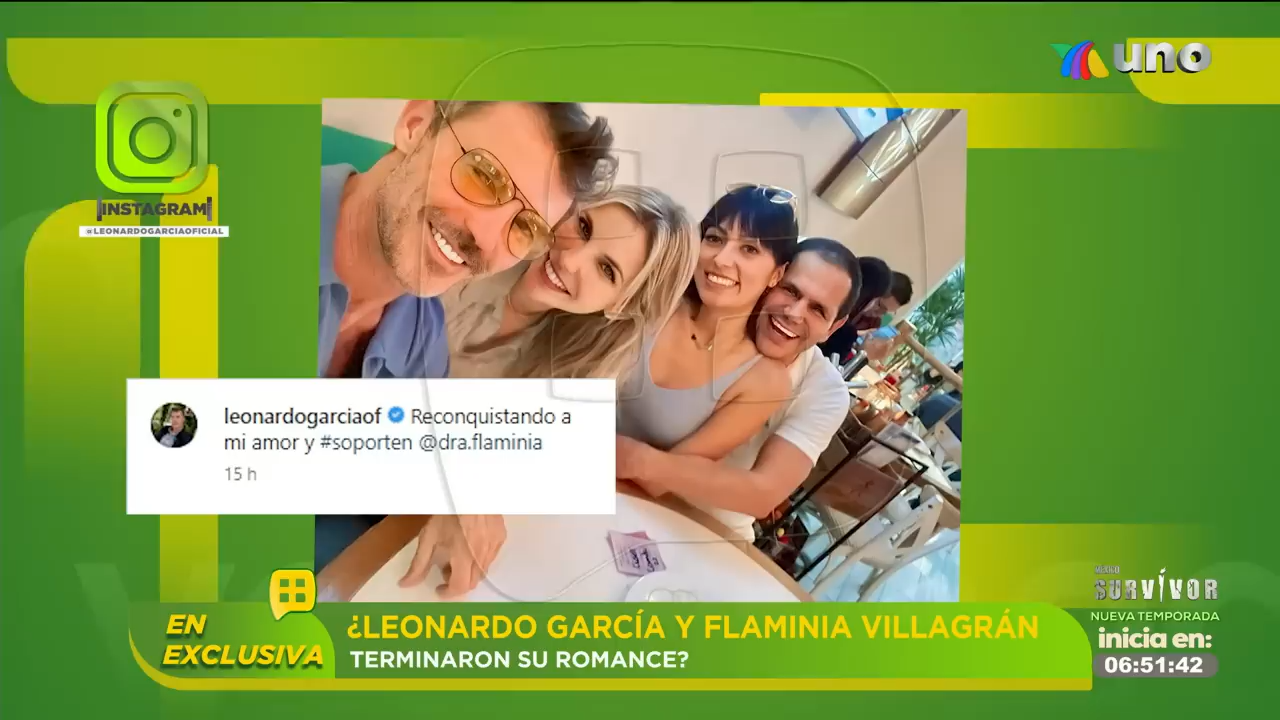 uno
INSTAGRAM
@LEONARDOGARCIAOFICIAL
leonardogarciaof Reconquistando a
mi amor y #soporten @dra.flaminia
15 h
EN
EXCLUSIVA
¿LEONARDO GARCÍA Y FLAMINIA VILLAGRÁN
TERMINARON SU ROMANCE?
MÉXICO
SURVIVOR
NUEVA TEMPORADA
inicia en:
06:51:42